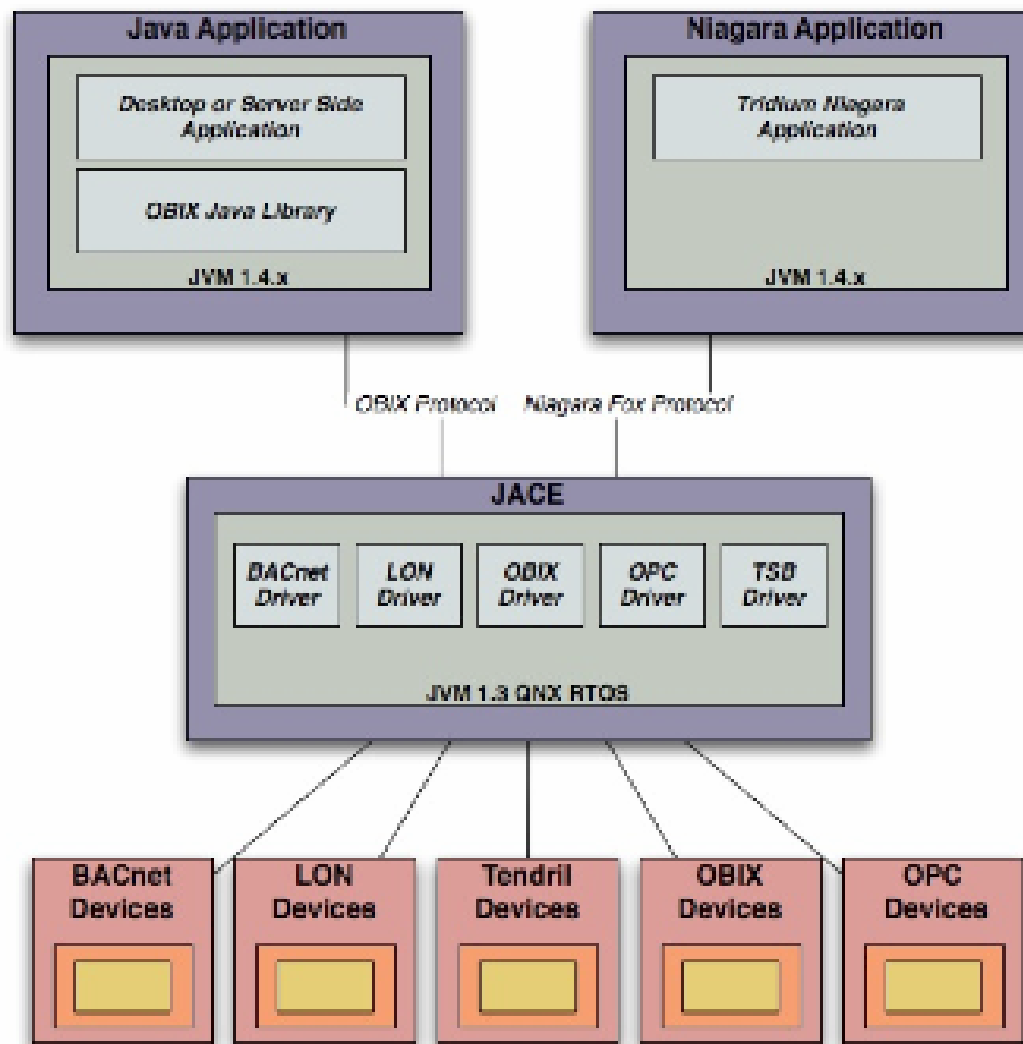 Java Application
Desktop or Server Side
Application
OBIX Java Library
JVM 1.4.x
Niagara Application
Tridium Niagara
Application
JVM 1.4.x
OBIX Protocol
Niagara Fox Protocol
JACE
BACnet
Driver
LON
Driver
OBIX
Driver
OPC
Driver
TSB
Driver
JVM 1.3 QNX RTOS
BACnet
Devices
LON
Devices
Tendril
Devices
OBIX
Devices
OPC
Devices